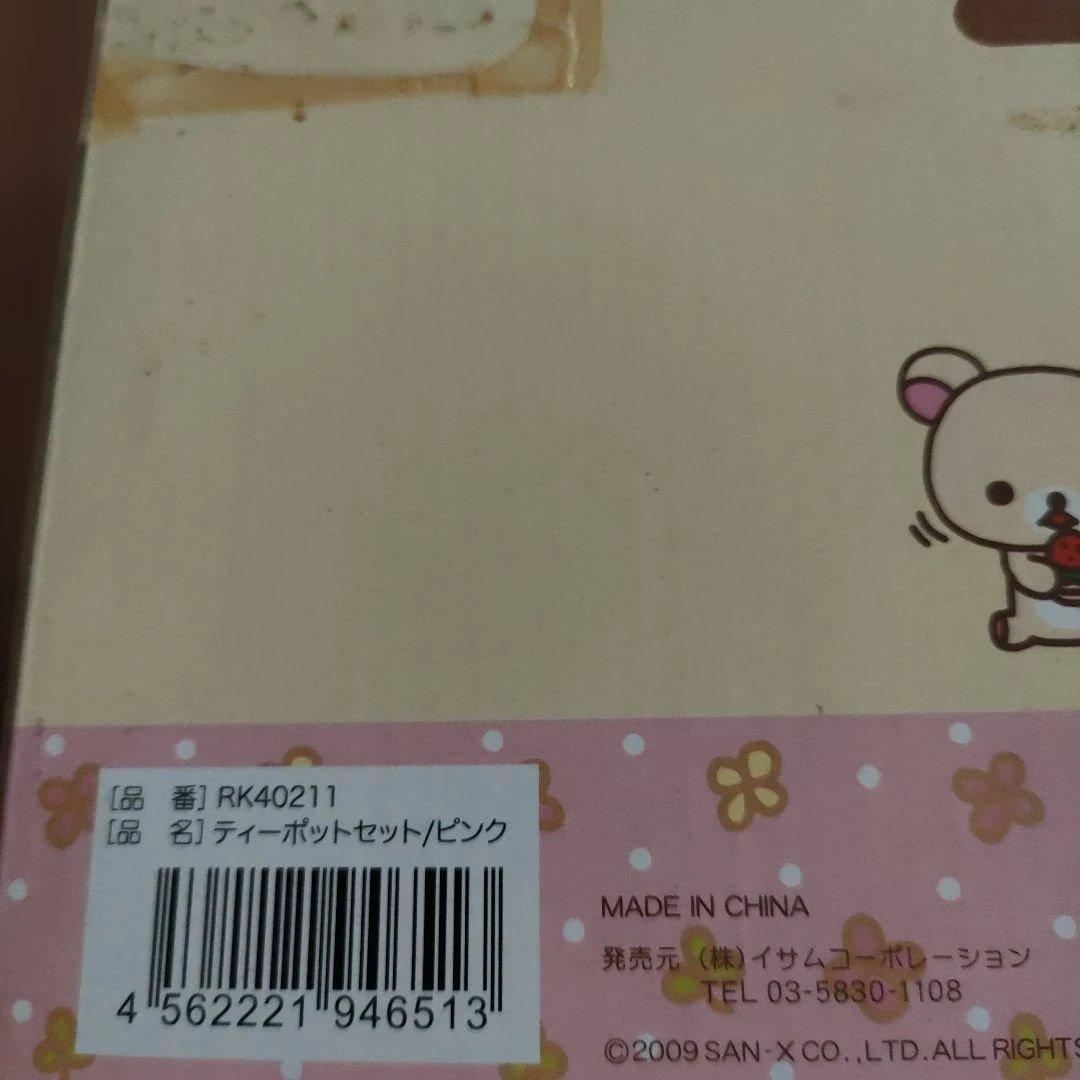 [品 番] RK40211
[品 名] ティーポットセット/ピンク
4 562221 946513
MADE IN CHINA
発売元 (株)イサムコーポレーション
TEL 03-5830-1108
©2009 SAN-X CO.,LTD. ALL RIGHTS